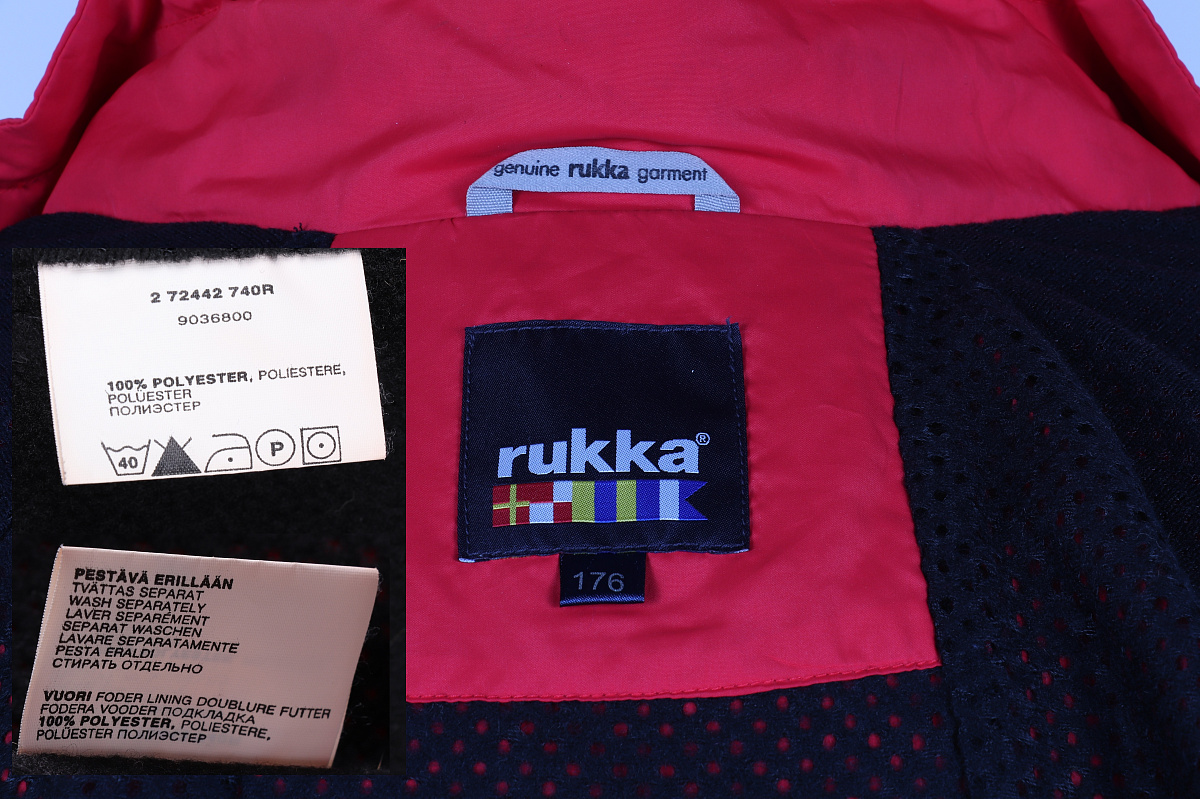 genuine rukka garment
rukka®
176
2 72442 740R
9036800
100% POLYESTER, POLIESTERE,
POLÜESTER
ПОЛИЭСТЕР
40
P
PESTÄVÄ ERILLÄÄN
TVÄTTAS SEPARAT
WASH SEPARATELY
LAVER SEPARÉMENT
SEPARAT WASCHEN
LAVARE SEPARATAMENTE
PESTA ERALDI
СТИРАТЬ ОТДЕЛЬНО
VUORI FODER LINING DOUBLURE FUTTER
FODERA VOODER ПОДКЛАДКА
100% POLYESTER, POLIESTERE,
POLÜESTER ПОЛИЭСТЕР